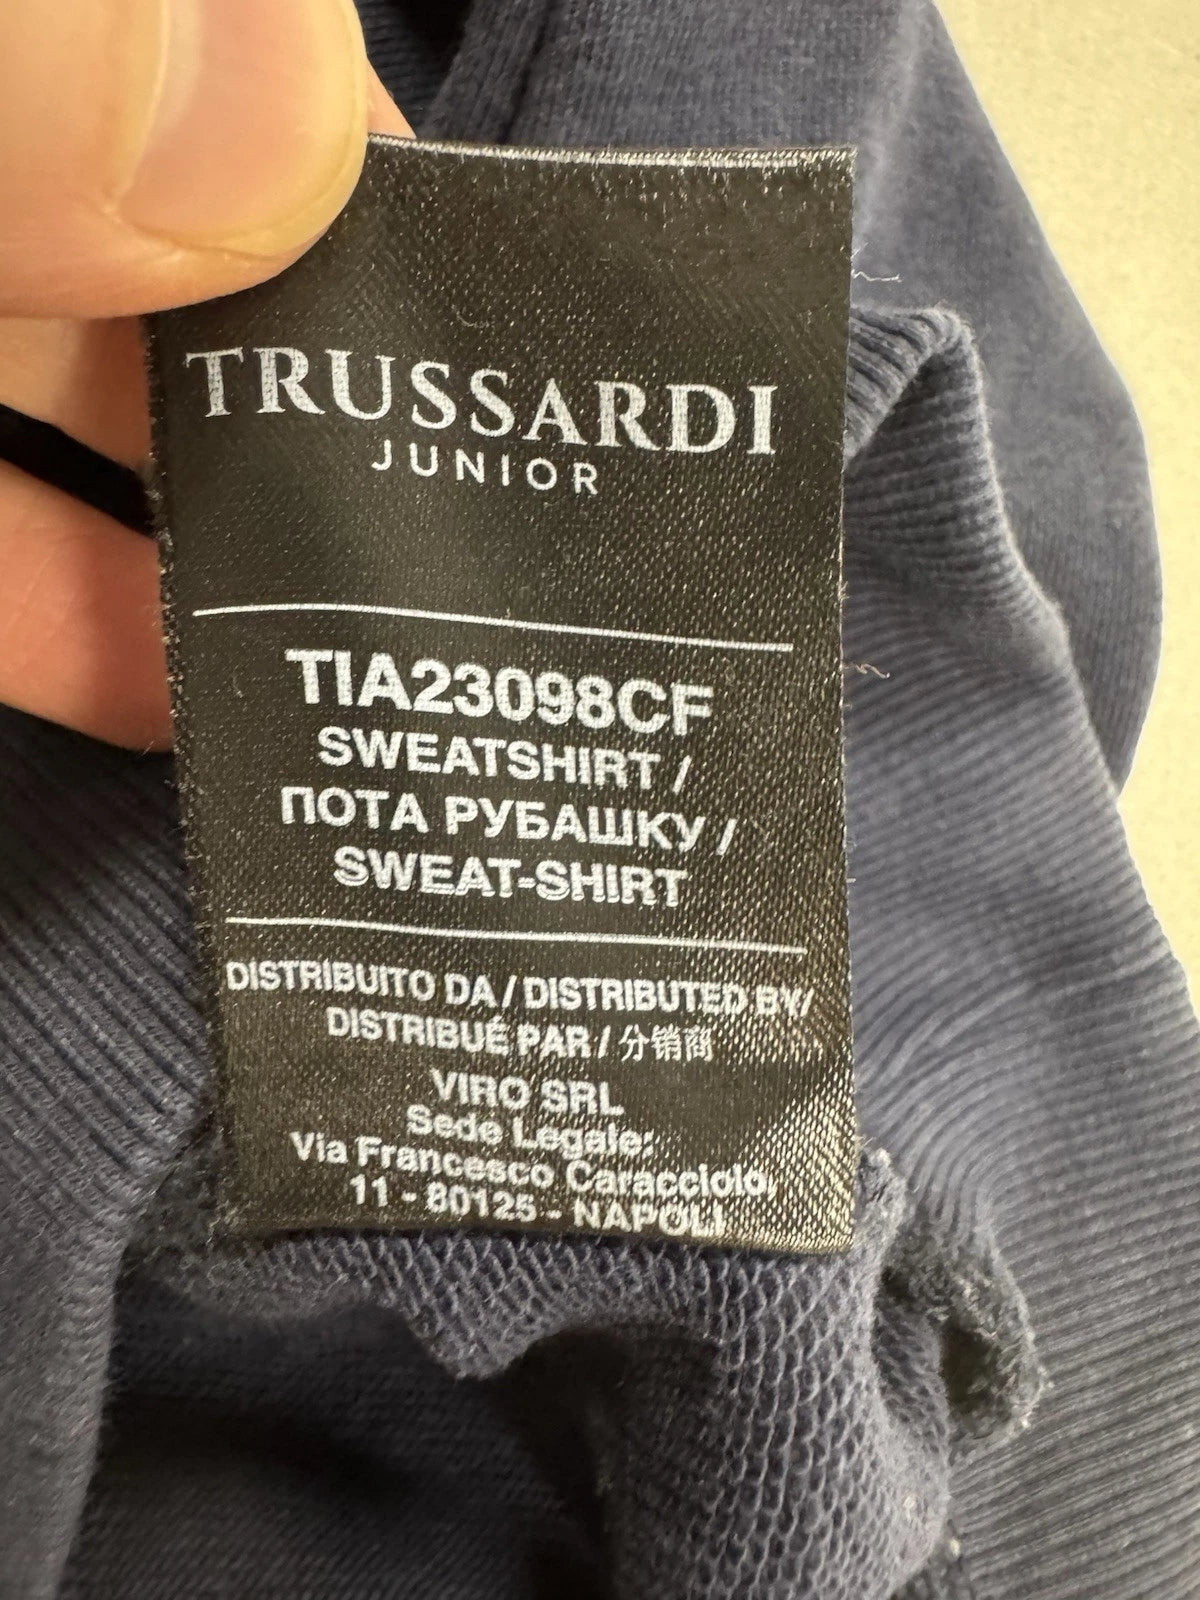 TRUSSARDI
JUNIOR
TIA23098CF
SWEATSHIRT /
ПОТА РУБАШКУ /
SWEAT-SHIRT
DISTRIBUITO DA / DISTRIBUTED BY/
DISTRIBUÉ PAR / 分销商
VIRO SRL
Sede Legale:
Via Francesco Caracciolo,
11 - 80125 - NAPOLI